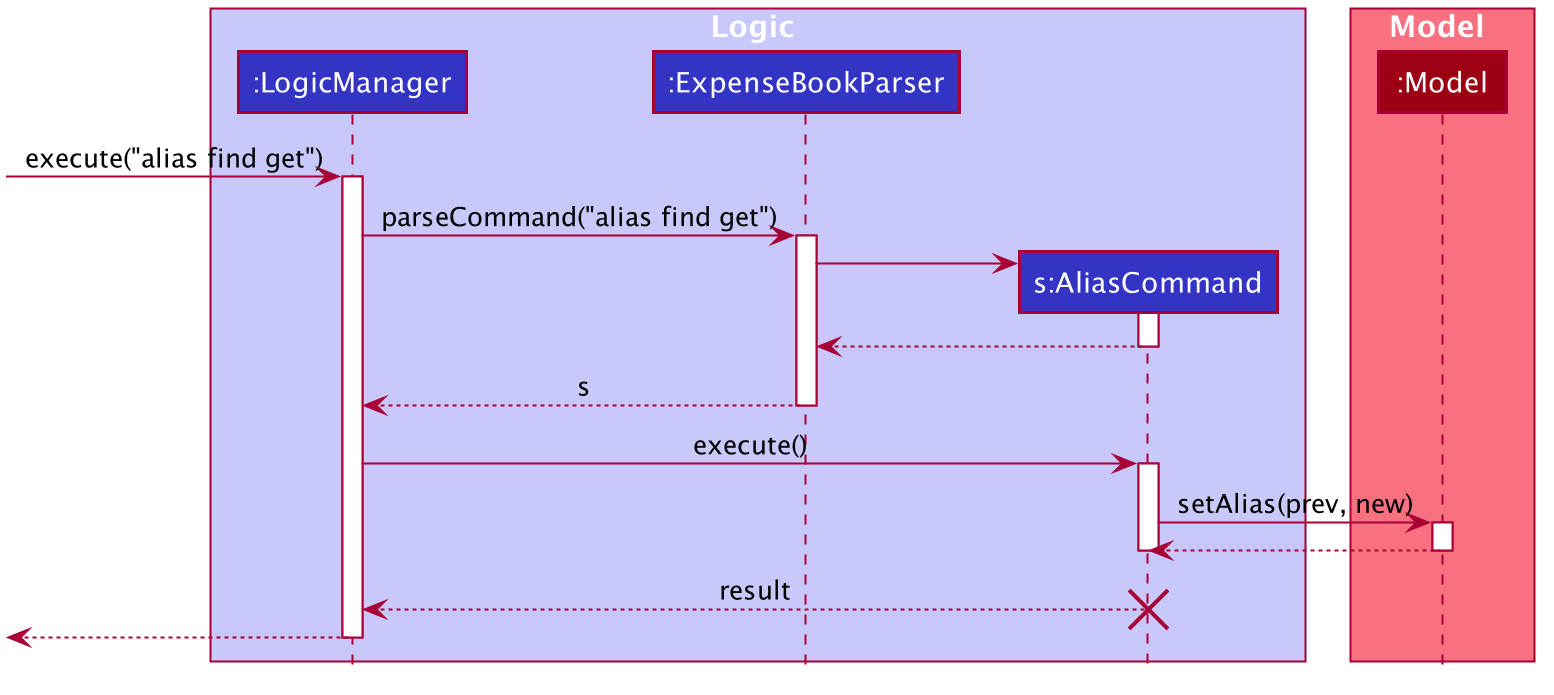 Logic
Model
:LogicManager
:ExpenseBookParser
:Model
execute("alias find get")
parseCommand("alias find get")
s:AliasCommand
s
execute()
setAlias(prev, new)
result